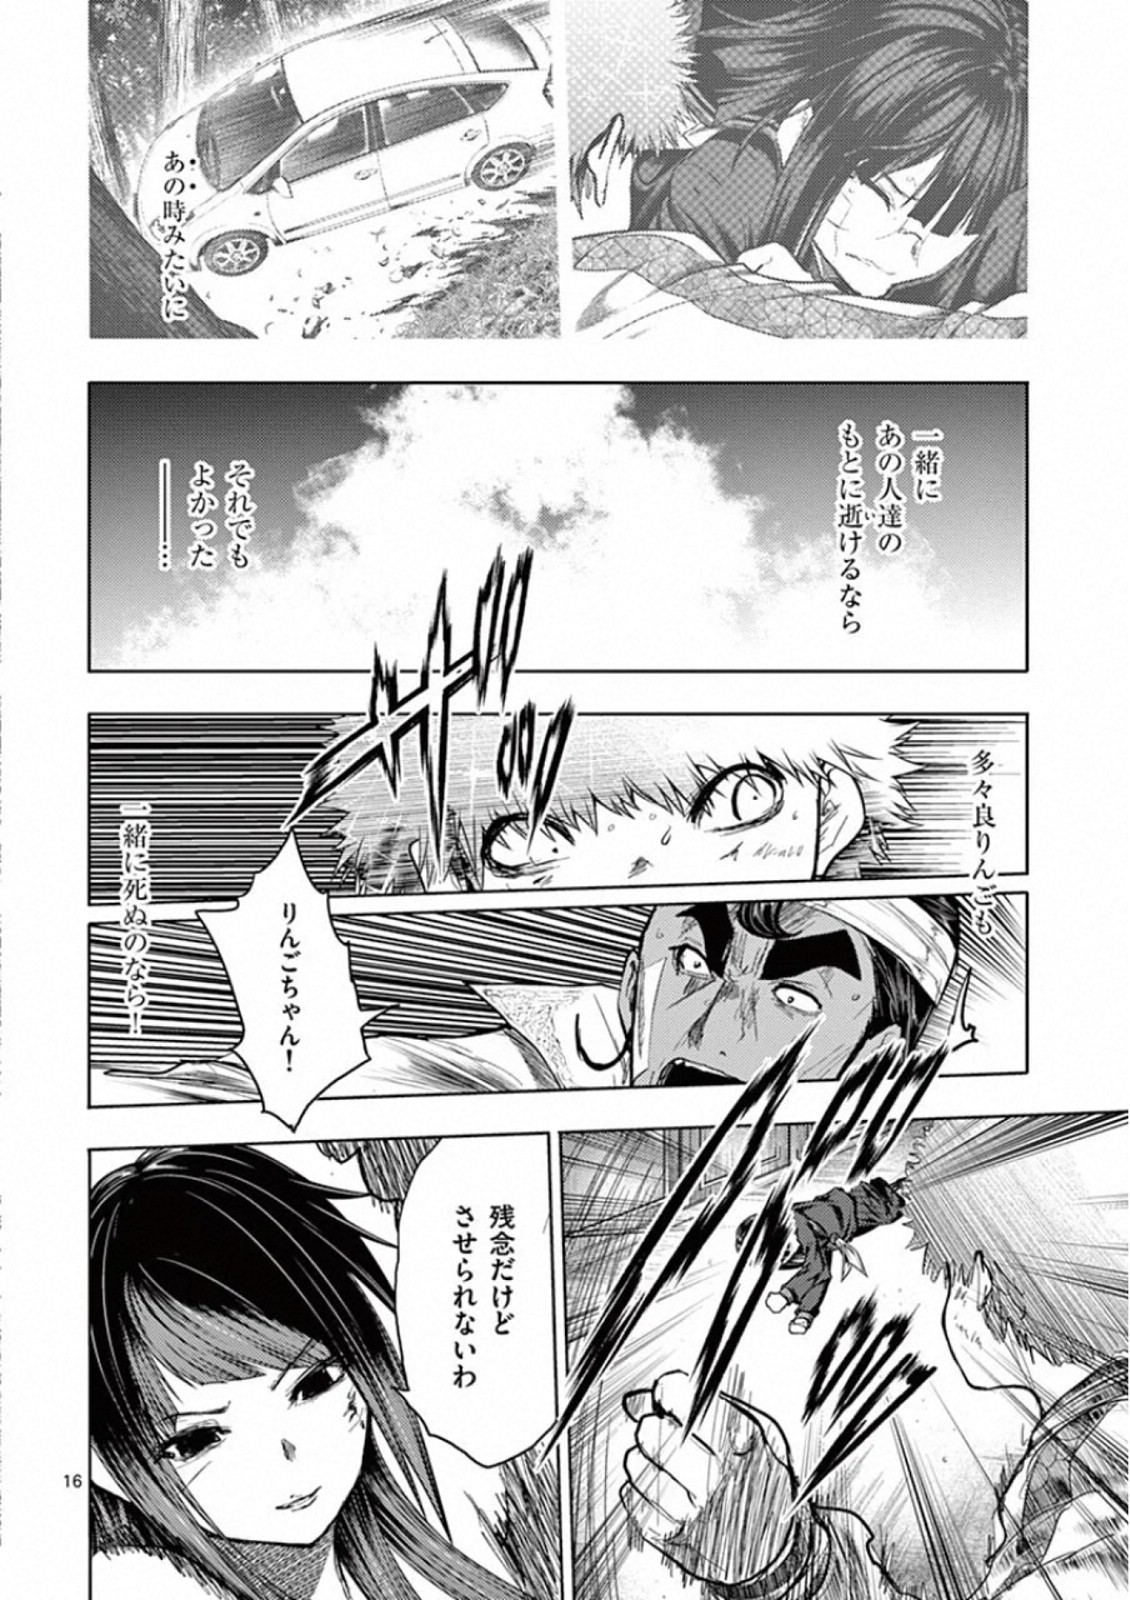 あの時みたいに
一緒に
あの人達の
もとに逝けるなら
い
それでも
よかった
――…
多々良りんごも
一緒に死ぬのなら！
りんごちゃん！
残念だけど
させられないわ
16